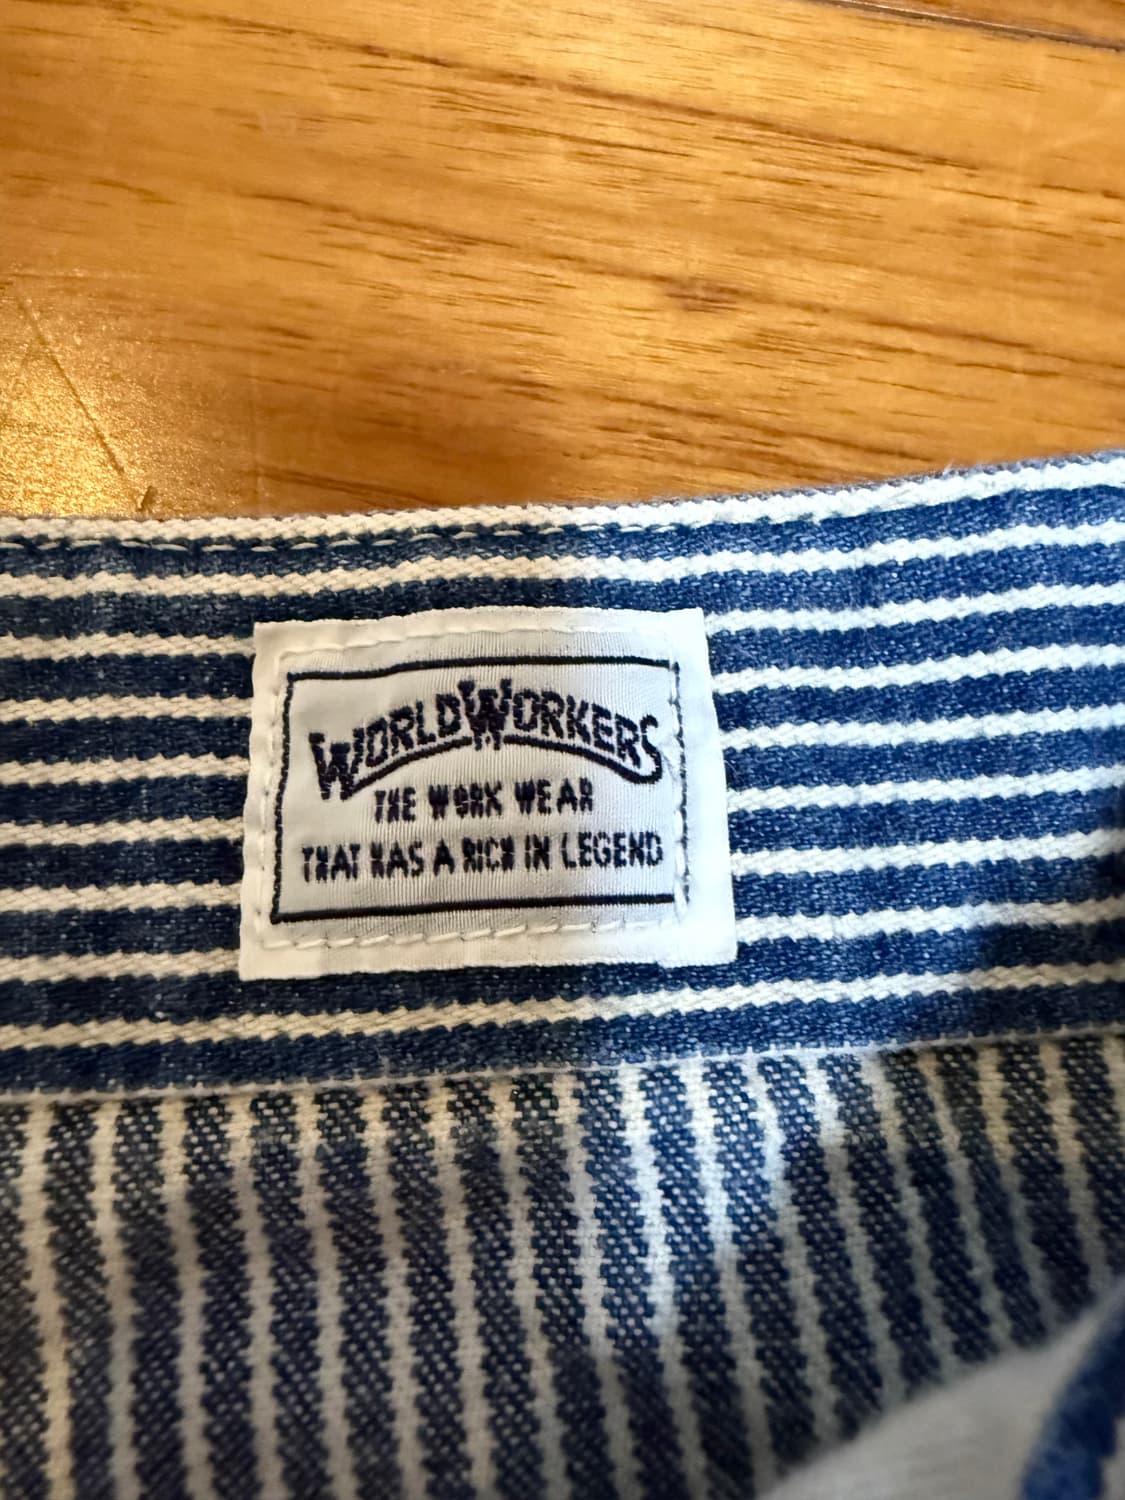 WORLDWORKERS
THE WORK WEAR
THAT HAS A RICH IN LEGEND